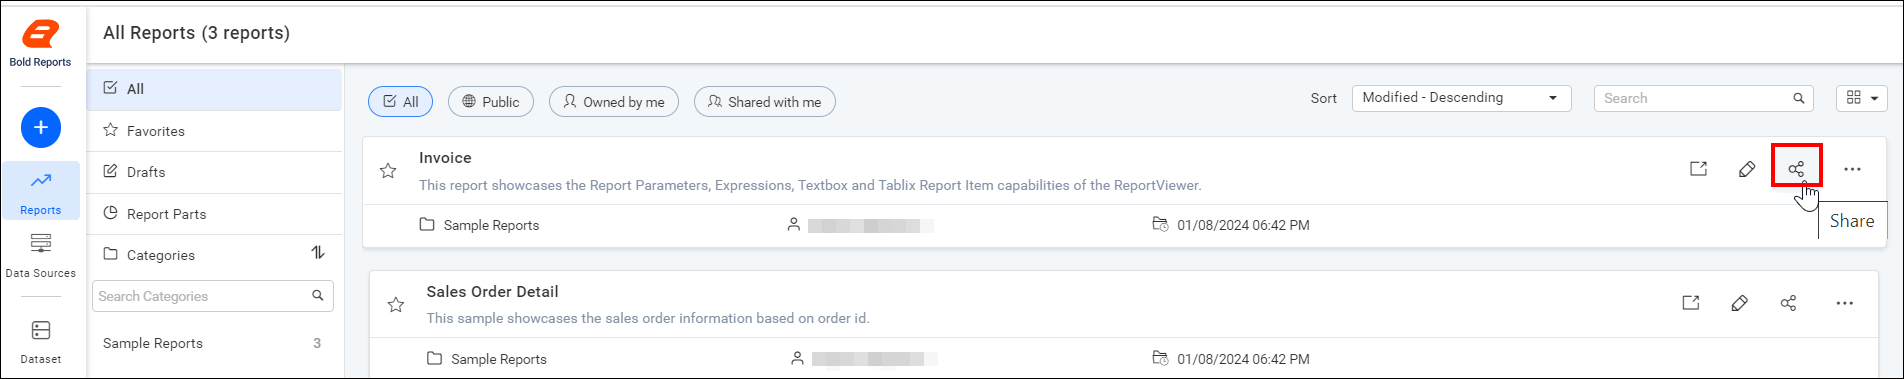 Bold Reports
Reports
Data Sources
Dataset
All Reports (3 reports)
All
Favorites
Drafts
Report Parts
Categories
Search Categories
Sample Reports 3
All Public Owned by me Shared with me
Sort Modified - Descending Search
Invoice
This report showcases the Report Parameters, Expressions, Textbox and Tablix Report Item capabilities of the ReportViewer.
Sample Reports 01/08/2024 06:42 PM
Share
Sales Order Detail
This sample showcases the sales order information based on order id.
Sample Reports 01/08/2024 06:42 PM